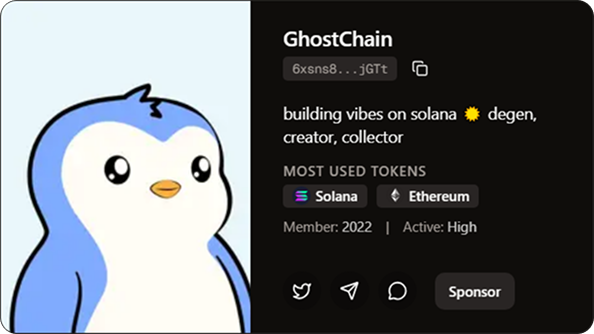 GhostChain
6xsns8...jGTt
building vibes on solana ✹ degen,
creator, collector
MOST USED TOKENS
Solana Ethereum
Member: 2022 | Active: High
Sponsor